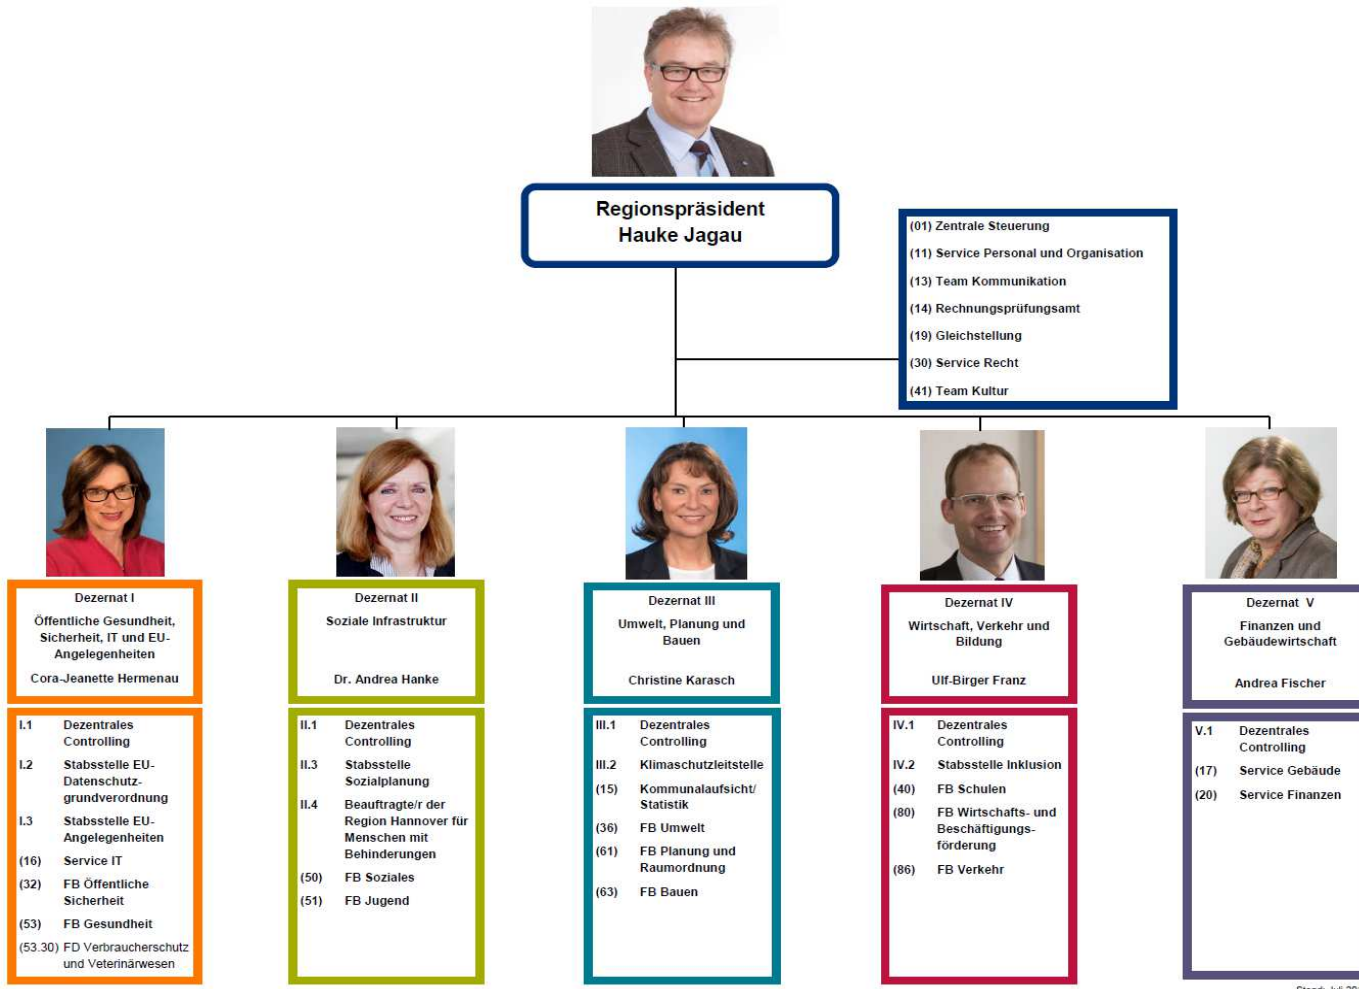 Regionspräsident
Hauke Jagau
(01) Zentrale Steuerung
(11) Service Personal und Organisation
(13) Team Kommunikation
(14) Rechnungsprüfungsamt
(19) Gleichstellung
(30) Service Recht
(41) Team Kultur
Dezernat I
Öffentliche Gesundheit,
Sicherheit, IT und EU-
Angelegenheiten
Cora-Jeanette Hermenau
I.1 Dezentrales
Controlling
I.2 Stabsstelle EU-
Datenschutz-
grundverordnung
I.3 Stabsstelle EU-
Angelegenheiten
(16) Service IT
(32) FB Öffentliche
Sicherheit
(53) FB Gesundheit
(53.30) FD Verbraucherschutz
und Veterinärwesen
Dezernat II
Soziale Infrastruktur
Dr. Andrea Hanke
II.1 Dezentrales
Controlling
II.3 Stabsstelle
Sozialplanung
II.4 Beauftragte/r der
Region Hannover für
Menschen mit
Behinderungen
(50) FB Soziales
(51) FB Jugend
Dezernat III
Umwelt, Planung und
Bauen
Christine Karasch
III.1 Dezentrales
Controlling
III.2 Klimaschutzleitstelle
(15) Kommunalaufsicht/
Statistik
(36) FB Umwelt
(61) FB Planung und
Raumordnung
(63) FB Bauen
Dezernat IV
Wirtschaft, Verkehr und
Bildung
Ulf-Birger Franz
IV.1 Dezentrales
Controlling
IV.2 Stabsstelle Inklusion
(40) FB Schulen
(80) FB Wirtschafts- und
Beschäftigungs-
förderung
(86) FB Verkehr
Dezernat V
Finanzen und
Gebäudewirtschaft
Andrea Fischer
V.1 Dezentrales
Controlling
(17) Service Gebäude
(20) Service Finanzen